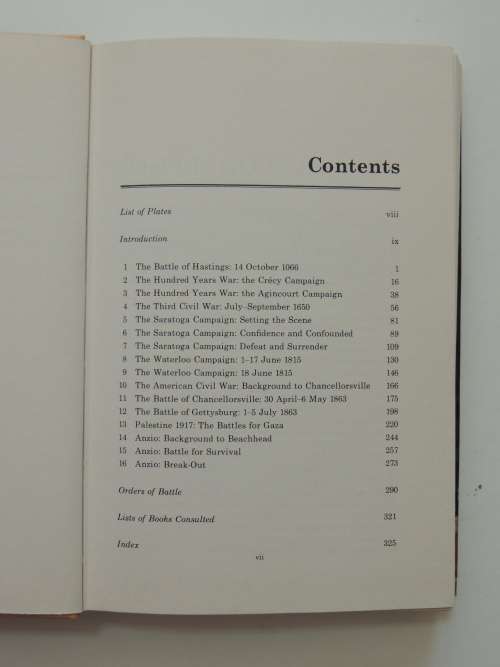 Contents
List of Plates viii
Introduction ix
1 The Battle of Hastings: 14 October 1066 1
2 The Hundred Years War: the Crécy Campaign 16
3 The Hundred Years War: the Agincourt Campaign 38
4 The Third Civil War: July–September 1650 56
5 The Saratoga Campaign: Setting the Scene 81
6 The Saratoga Campaign: Confidence and Confounded 89
7 The Saratoga Campaign: Defeat and Surrender 109
8 The Waterloo Campaign: 1–17 June 1815 130
9 The Waterloo Campaign: 18 June 1815 146
10 The American Civil War: Background to Chancellorsville 166
11 The Battle of Chancellorsville: 30 April–6 May 1863 175
12 The Battle of Gettysburg: 1–5 July 1863 198
13 Palestine 1917: The Battles for Gaza 220
14 Anzio: Background to Beachhead 244
15 Anzio: Battle for Survival 257
16 Anzio: Break-Out 273
Orders of Battle 290
Lists of Books Consulted 321
Index 325
vii